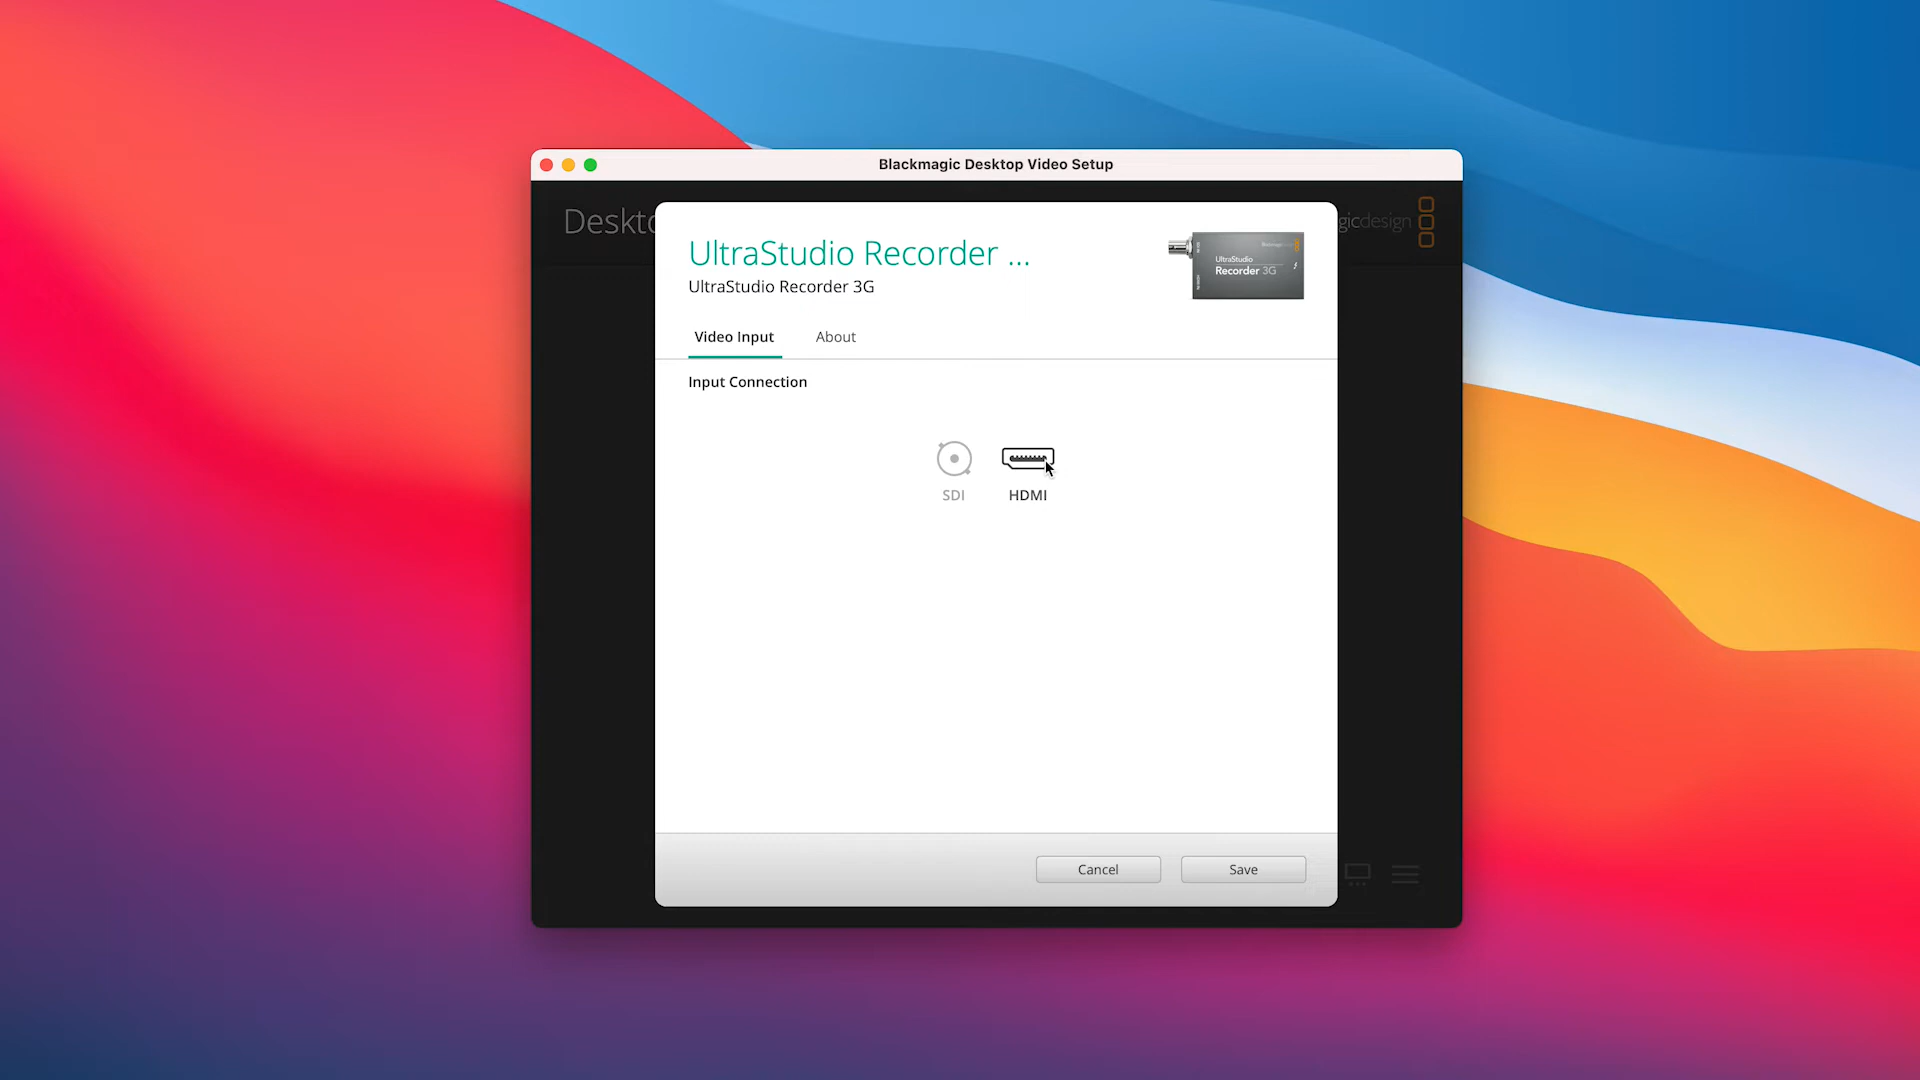 Blackmagic Desktop Video Setup
Deskto
gicdesign
UltraStudio Recorder ...
UltraStudio Recorder 3G
UltraStudio
Recorder 3G
Video Input
About
Input Connection
SDI
HDMI
Cancel
Save